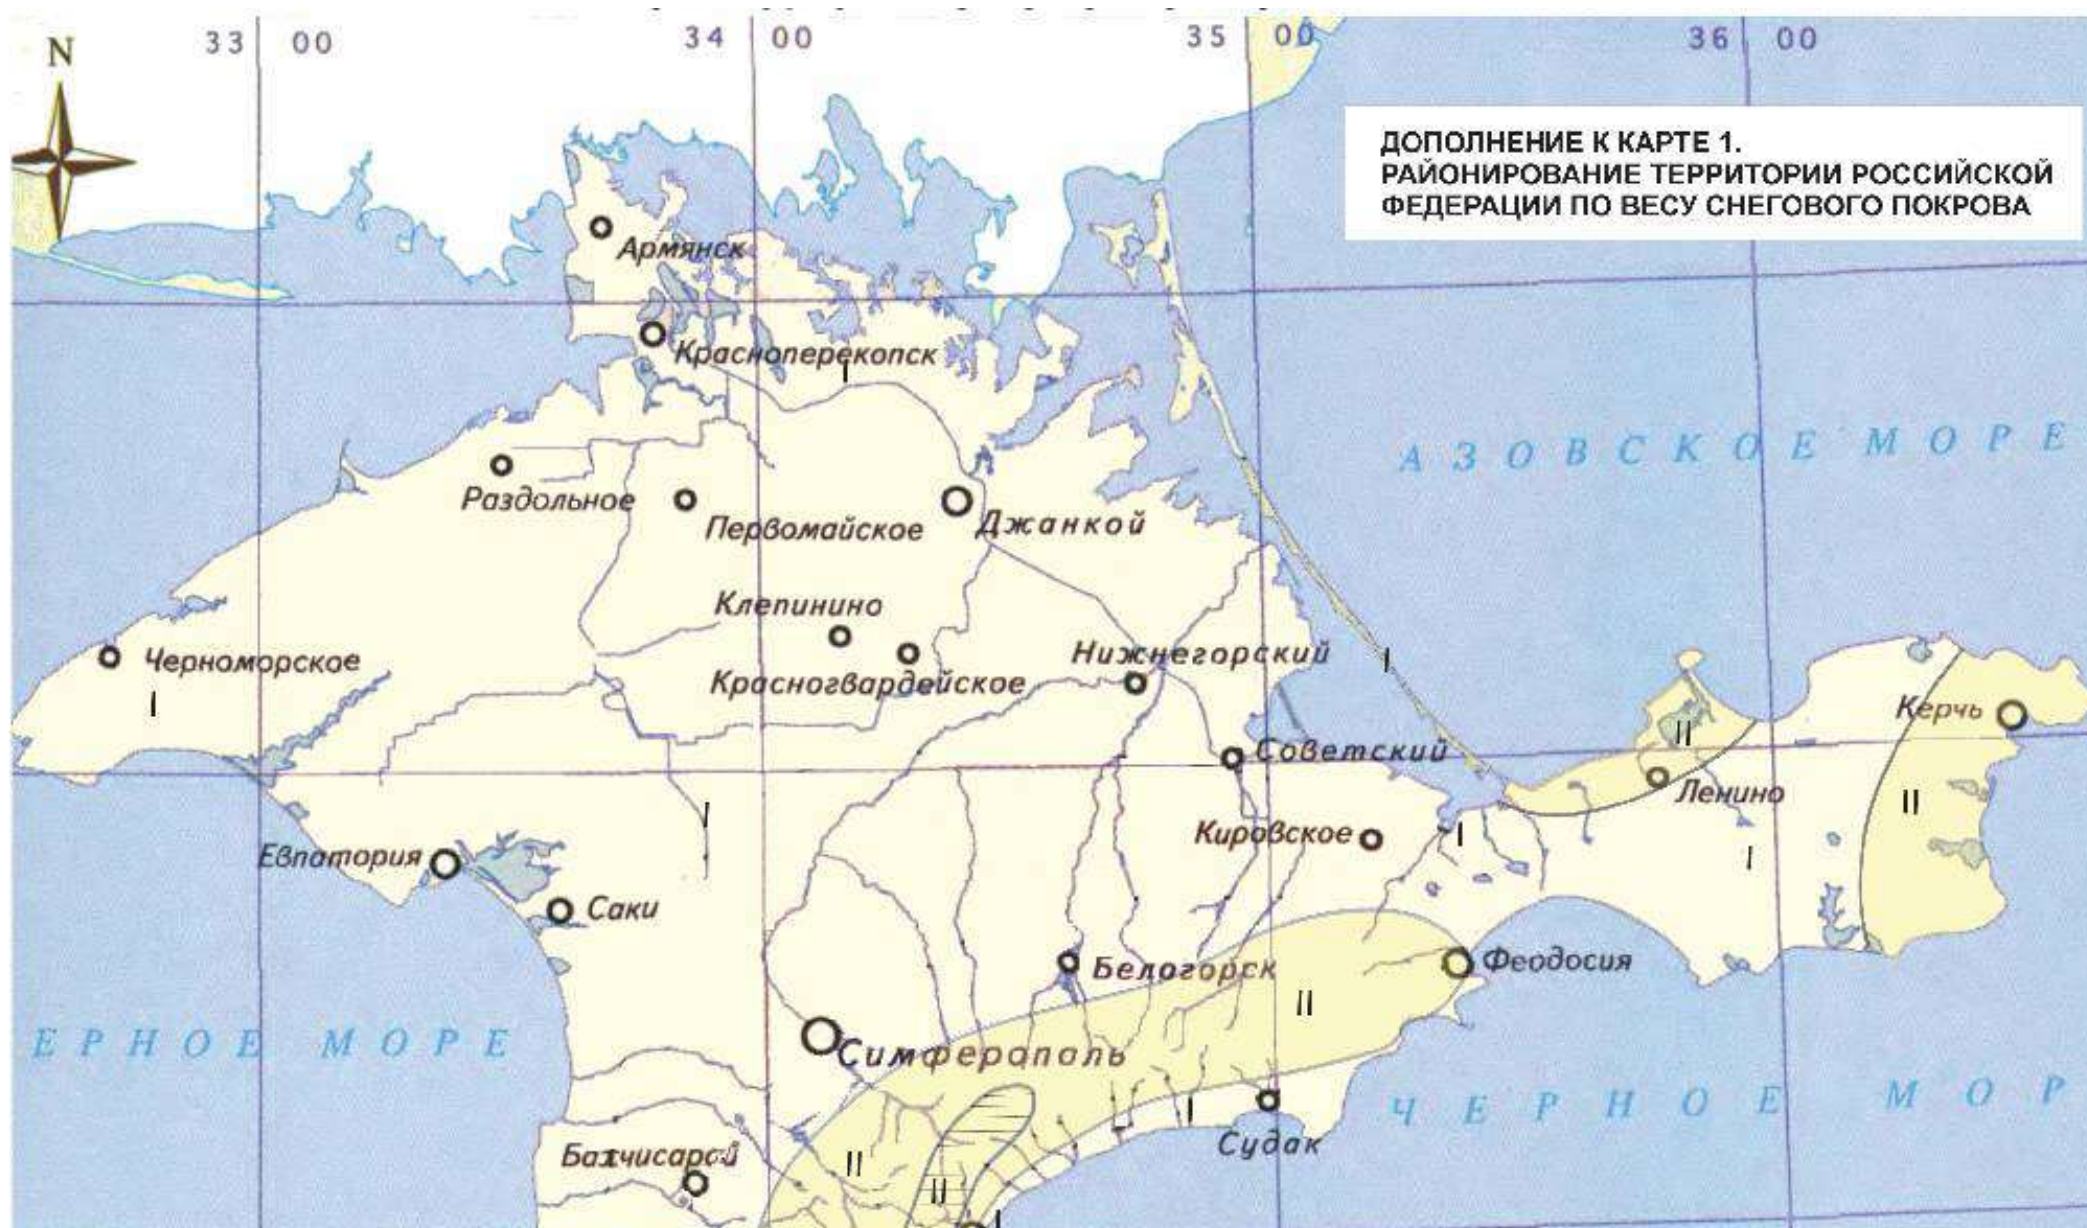 N
33 00
34 00
35 00
36 00
ДОПОЛНЕНИЕ К КАРТЕ 1.
РАЙОНИРОВАНИЕ ТЕРРИТОРИИ РОССИЙСКОЙ
ФЕДЕРАЦИИ ПО ВЕСУ СНЕГОВОГО ПОКРОВА
Армянск
Красноперекопск
I
АЗОВСКОЕ МОРЕ
Раздольное
Первомайское
Джанкой
Клепинино
Красногвардейское
Нижнегорский
I
Черноморское
I
Керчь
II
Советский
Ленино
II
I
Кировское
I
I
Евпатория
Саки
Белогорск
Феодосия
II
ЕРНОЕ МОРЕ
Симферополь
ЧЕРНОЕ МОР
I
Судак
Бахчисарай
II
II
I